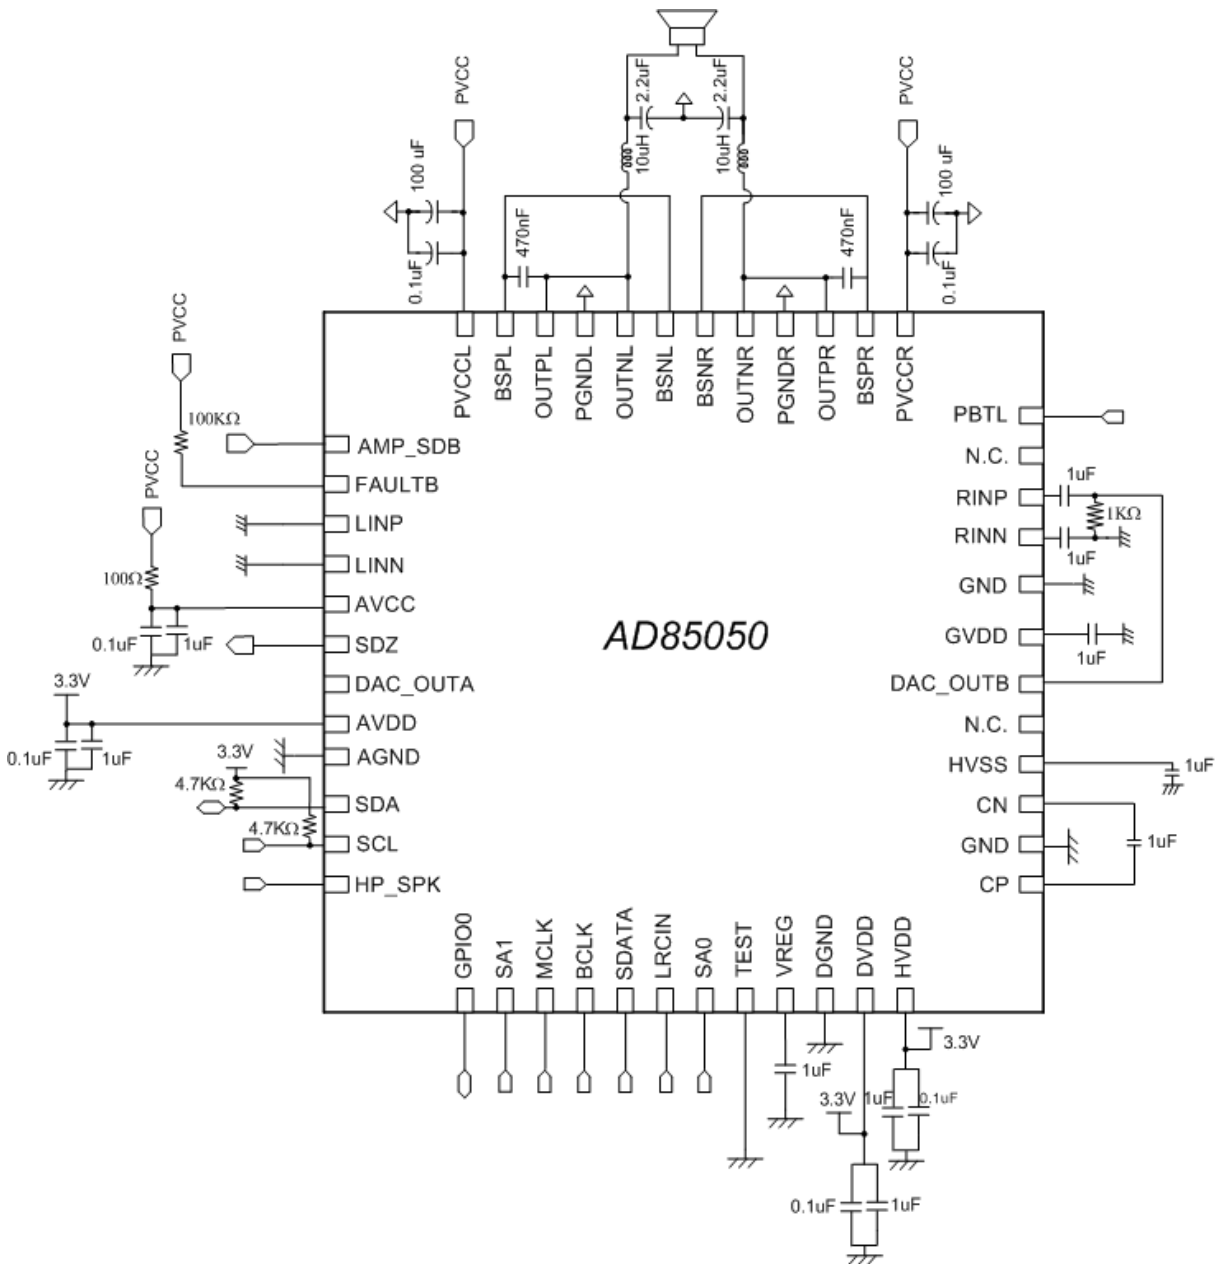 PVCC
2.2uF
2.2uF
PVCC
10uH
10uH
100 uF
100 uF
470nF
470nF
0.1uF
0.1uF
PVCC
PVCCL
BSPL
OUTPL
PGNDL
OUTNL
BSNL
BSNR
OUTNR
PGNDR
OUTPR
BSPR
PVCCR
100KΩ
AMP_SDB
PBTL
PVCC
FAULTB
N.C.
1uF
LINP
RINP
1KΩ
LINN
RINN
1uF
100Ω
AVCC
GND
0.1uF
1uF
SDZ
AD85050
GVDD
1uF
3.3V
DAC_OUTA
DAC_OUTB
AVDD
N.C.
0.1uF
1uF
3.3V
AGND
HVSS
1uF
4.7KΩ
SDA
CN
4.7KΩ
SCL
GND
1uF
HP_SPK
CP
GPIO0
SA1
MCLK
BCLK
SDATA
LRCIN
SA0
TEST
VREG
DGND
DVDD
HVDD
3.3V
1uF
3.3V
1uF
0.1uF
0.1uF
1uF